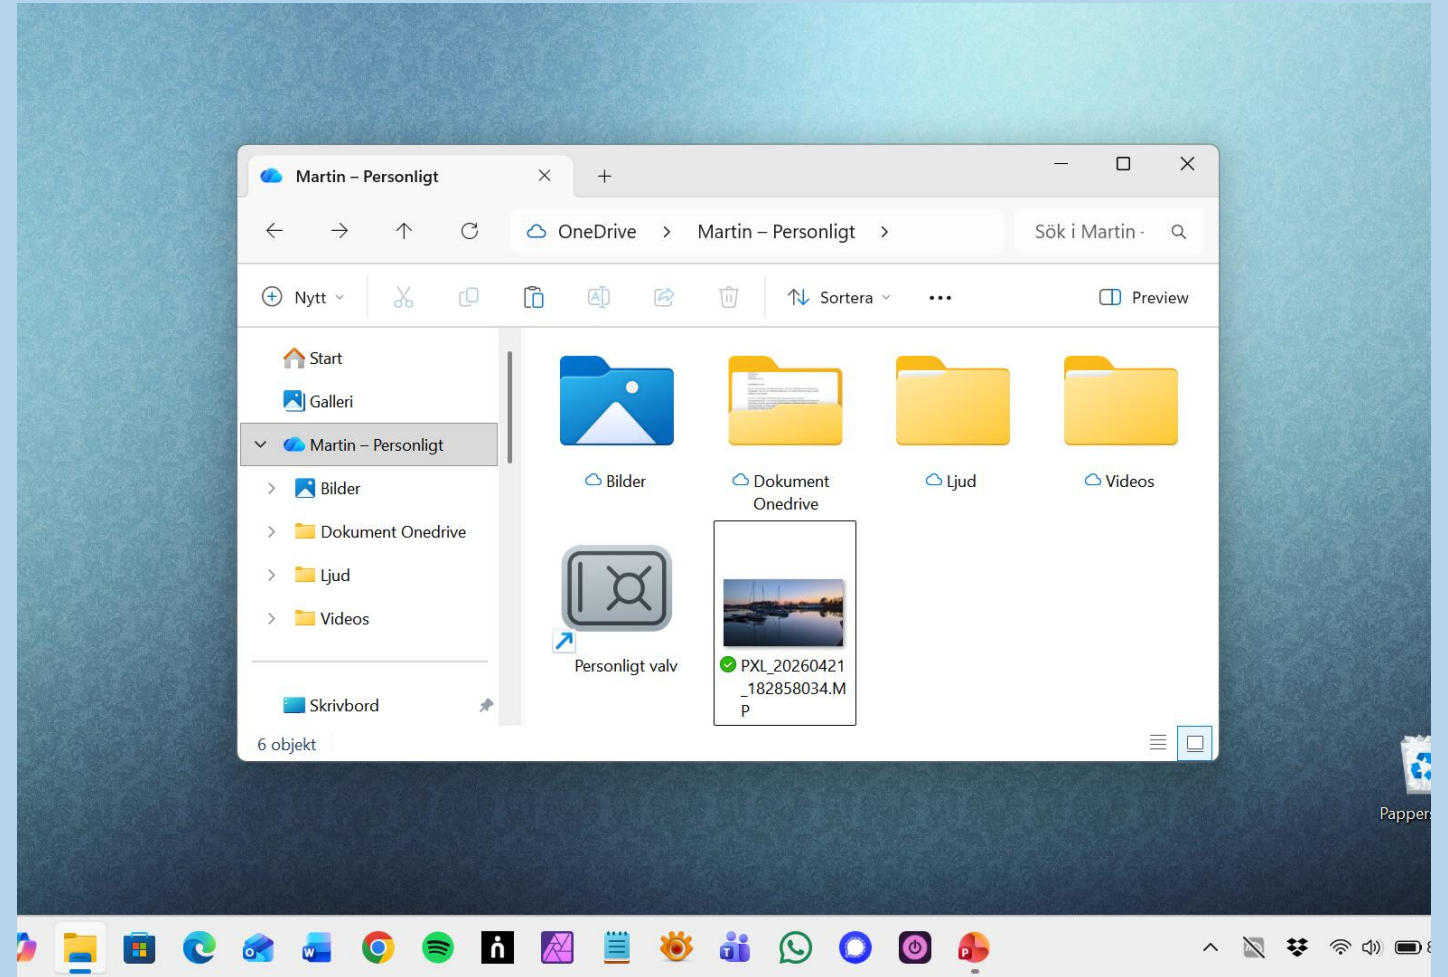 Martin – Personligt
OneDrive > Martin – Personligt >
Sök i Martin -
Nytt
Sortera
Preview
Start
Galleri
Martin – Personligt
Bilder
Dokument Onedrive
Ljud
Videos
Skrivbord
Bilder
Dokument
Onedrive
Ljud
Videos
Personligt valv
PXL_20260421
_182858034.M
P
6 objekt
Papper